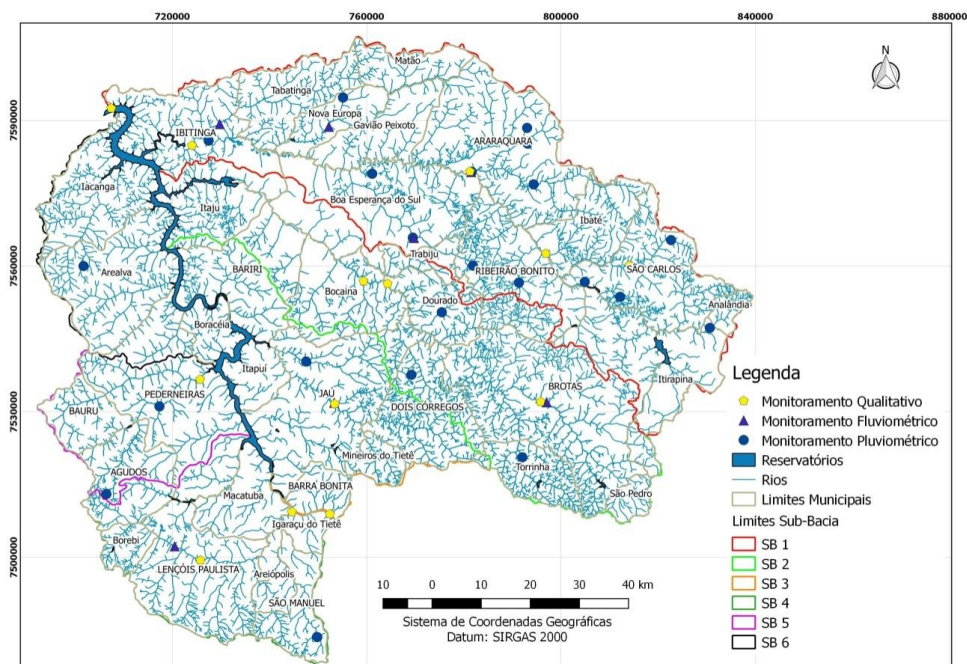 720000 760000 800000 840000 880000
7590000
7560000
7530000
7500000
N
Matão
Tabatinga
Nova Europa
Gavião Peixoto
IBITINGA
ARARAQUARA
Iacanga
Boa Esperança do Sul
Itaju
Ibaté
Trabiju
RIBEIRÃO BONITO
SÃO CARLOS
Arealva
BARIRI
Bocaina
Dourado
Analândia
Boracéia
Itapuí
Itirapina
PEDERNEIRAS
JAÚ
BROTAS
BAURU
DOIS CÓRREGOS
Mineiros do Tietê
AGUDOS
Torrinha
BARRA BONITA
Macatuba
São Pedro
Igaraçu do Tietê
Borebi
LENÇÓIS PAULISTA
Areiópolis
SÃO MANUEL
Legenda
Monitoramento Qualitativo
Monitoramento Fluviométrico
Monitoramento Pluviométrico
Reservatórios
Rios
Limites Municipais
Limites Sub-Bacia
SB 1
SB 2
SB 3
SB 4
SB 5
SB 6
10 0 10 20 30 40 km
Sistema de Coordenadas Geográficas
Datum: SIRGAS 2000